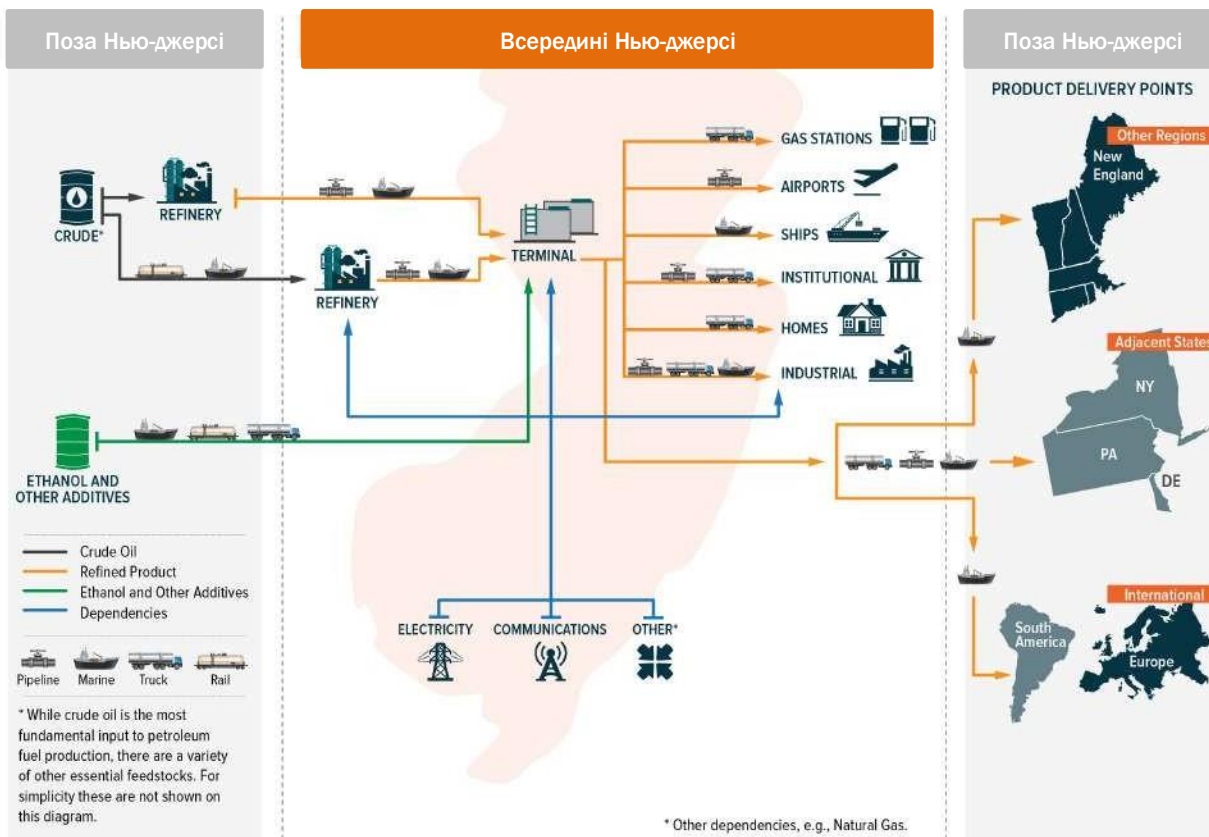 Поза Нью-джерсі
Всередині Нью-джерсі
Поза Нью-джерсі
CRUDE*
REFINERY
REFINERY
TERMINAL
GAS STATIONS
AIRPORTS
SHIPS
INSTITUTIONAL
HOMES
INDUSTRIAL
ETHANOL AND
OTHER ADDITIVES
Crude Oil
Refined Product
Ethanol and Other Additives
Dependencies
Pipeline
Marine
Truck
Rail
* While crude oil is the most
fundamental input to petroleum
fuel production, there are a variety
of other essential feedstocks. For
simplicity these are not shown on
this diagram.
ELECTRICITY
COMMUNICATIONS
OTHER*
* Other dependencies, e.g., Natural Gas.
PRODUCT DELIVERY POINTS
Other Regions
New
England
Adjacent States
NY
PA
DE
International
South
America
Europe